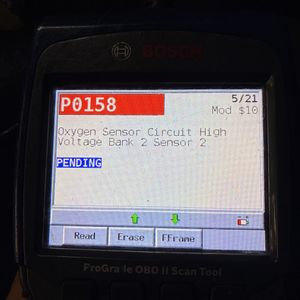 BOSCH
P0158
5/21
Mod $10
Oxygen Sensor Circuit High
Voltage Bank 2 Sensor 2
PENDING
Read Erase FFrame
OBD II Scan Tool